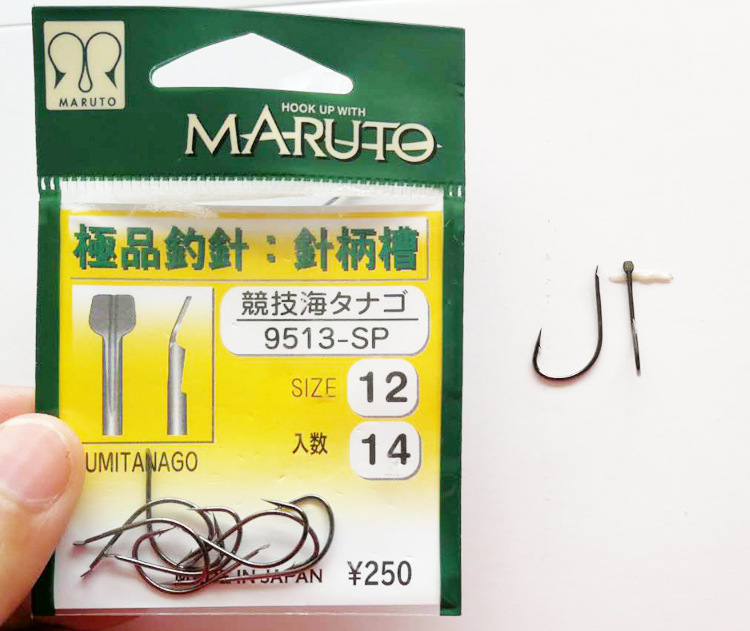 MARUTO
HOOK UP WITH
MARUTO
極品釣針：針柄槽
競技海タナゴ
9513-SP
SIZE 12
入数 14
UMITANAGO
MADE IN JAPAN ¥250